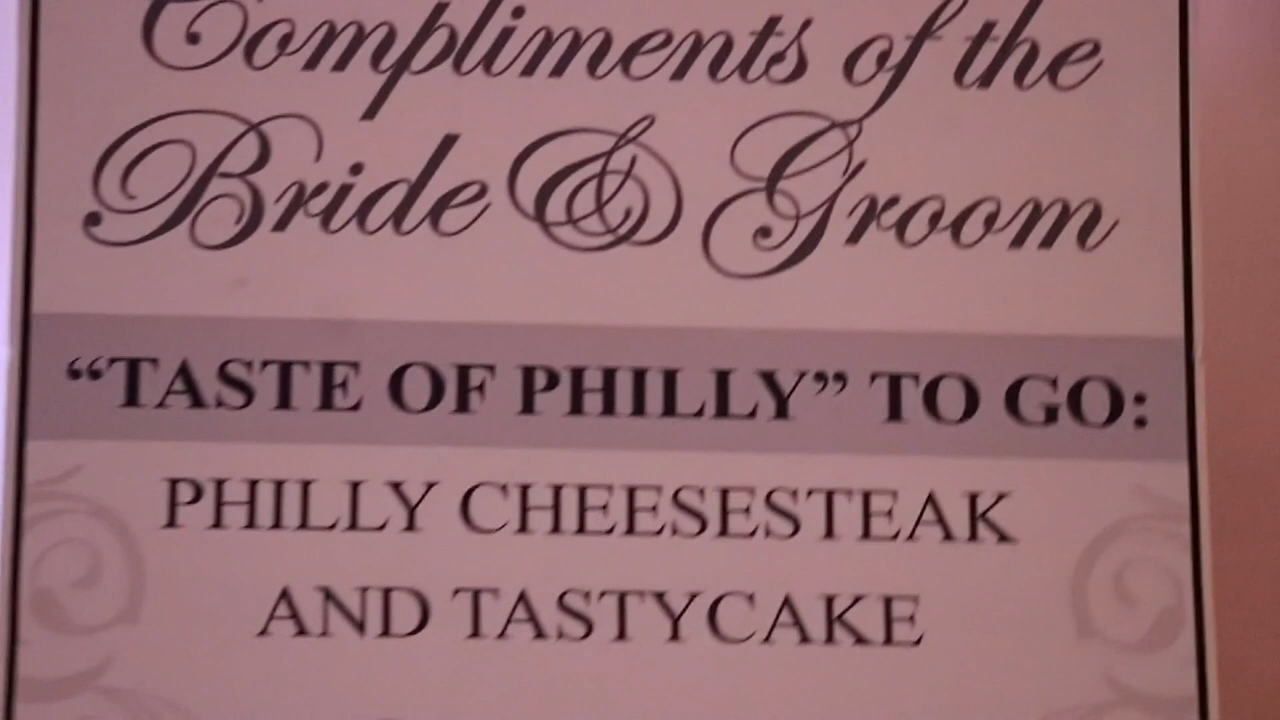 Compliments of the
Bride & Groom
“TASTE OF PHILLY” TO GO:
PHILLY CHEESESTEAK
AND TASTYCAKE